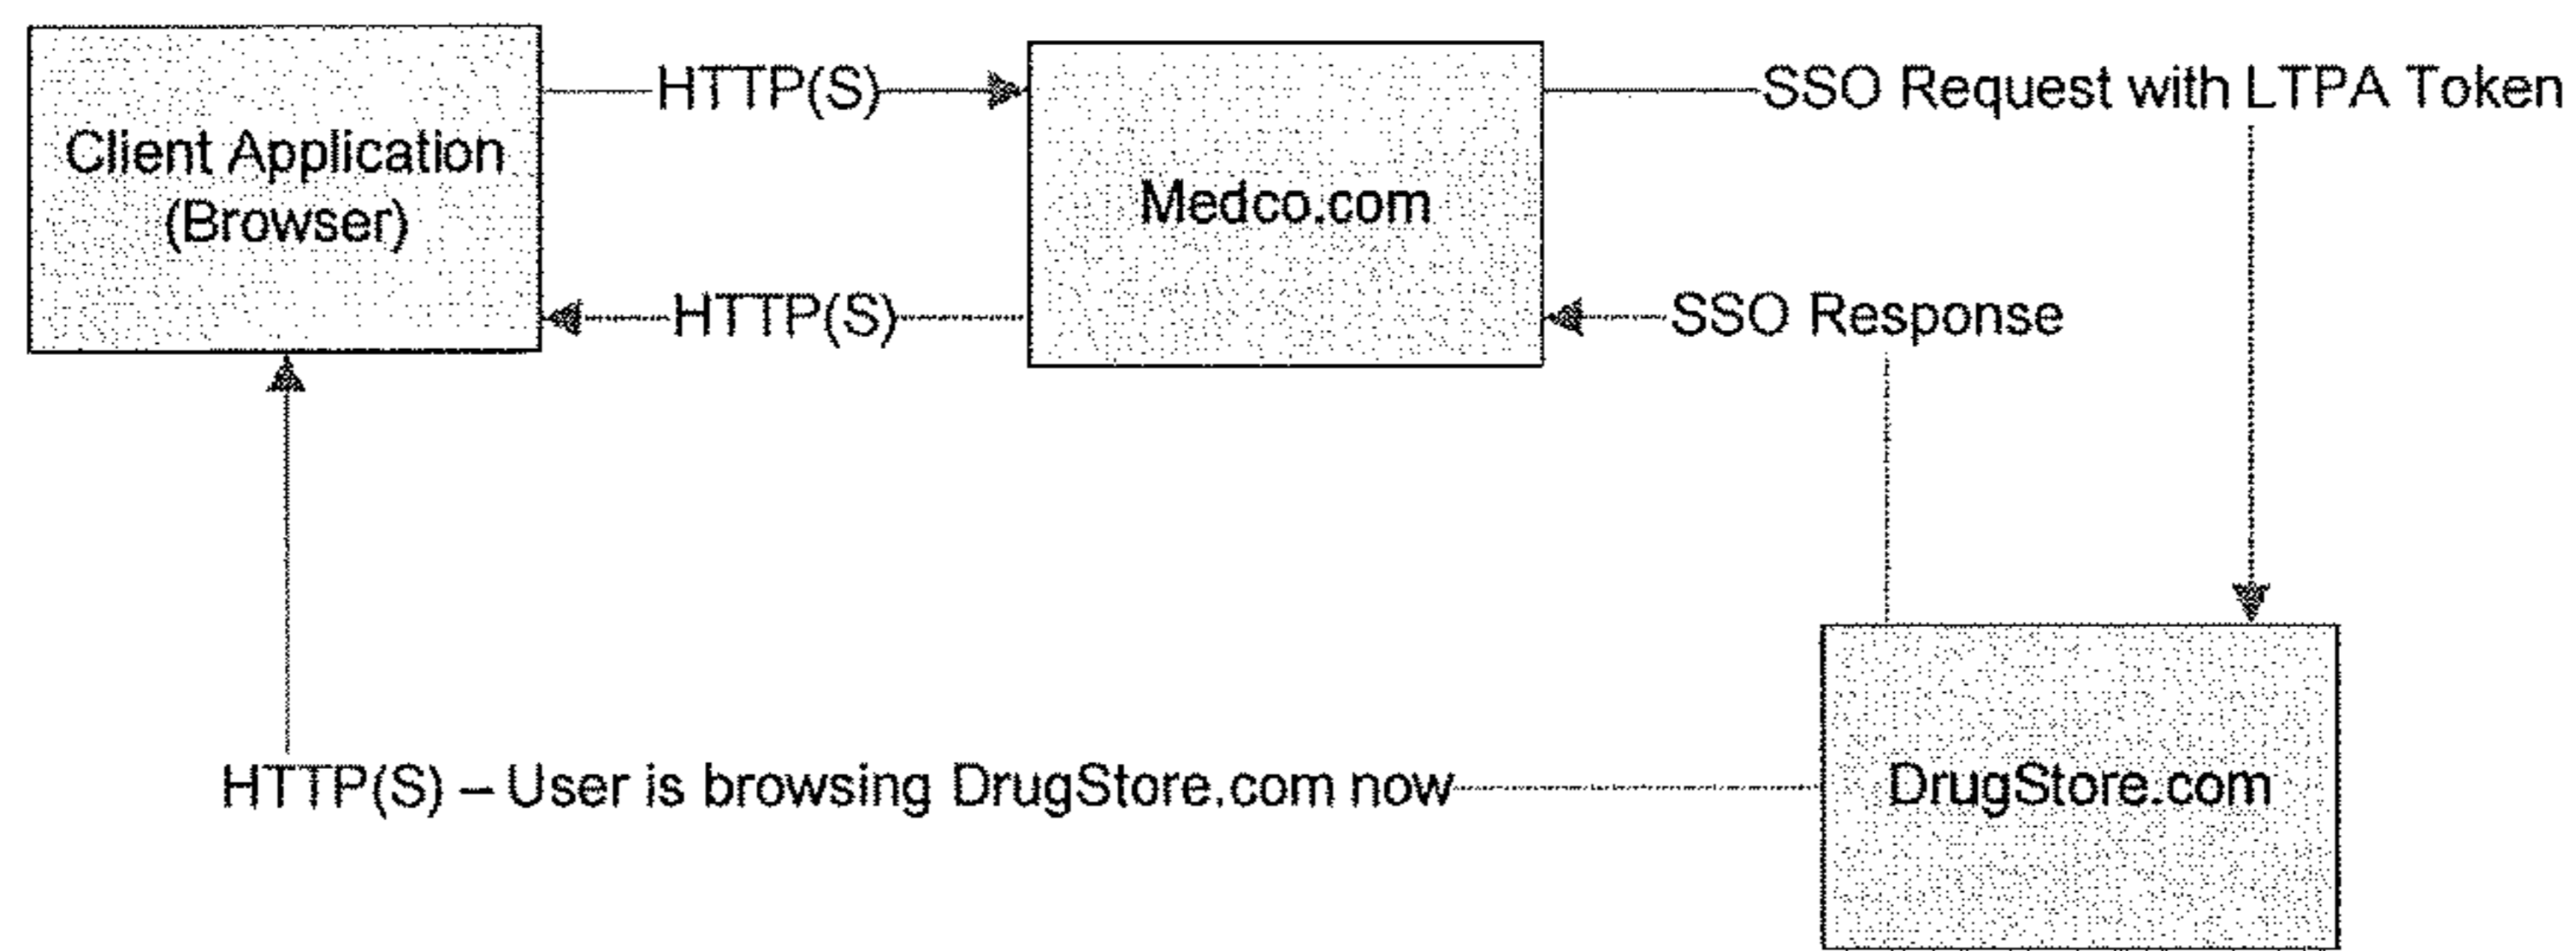 HTTP(S)
SSO Request with LTPA Token
Client Application
(Browser)
Medco.com
HTTP(S)
SSO Response
HTTP(S) – User is browsing DrugStore.com now
DrugStore.com